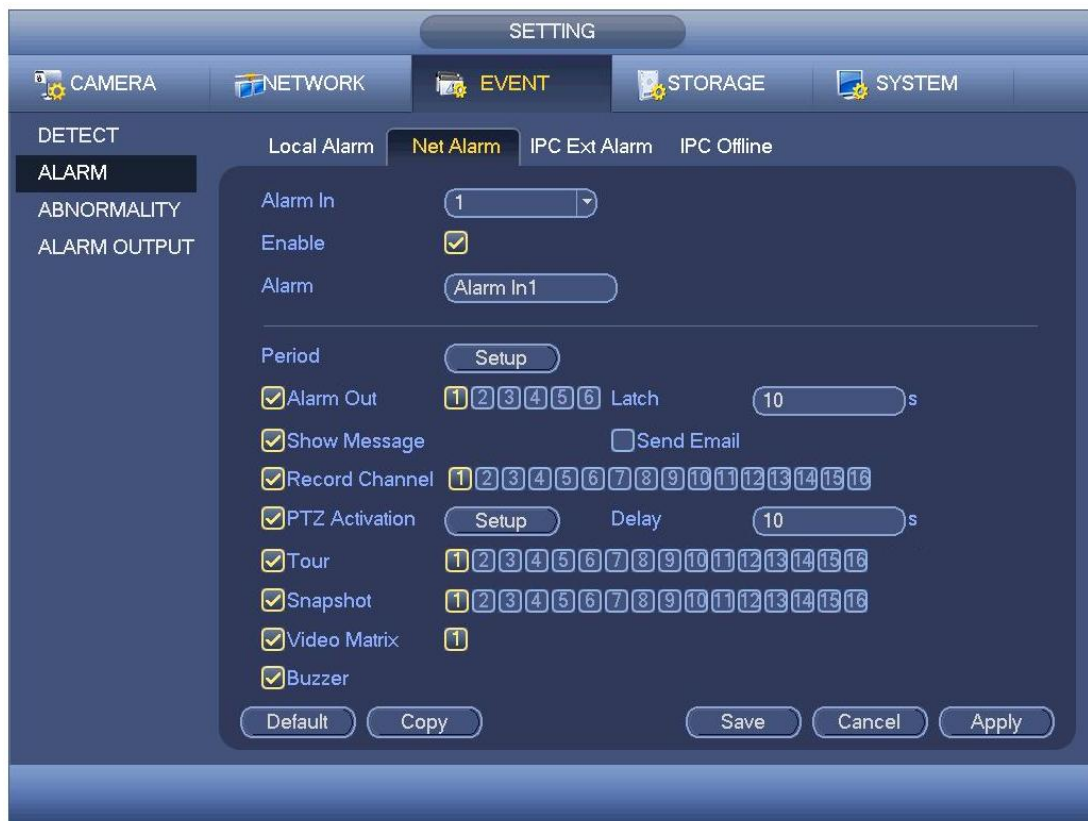 SETTING
CAMERA NETWORK EVENT STORAGE SYSTEM
DETECT
ALARM
ABNORMALITY
ALARM OUTPUT
Local Alarm Net Alarm IPC Ext Alarm IPC Offline
Alarm In 1
Enable
Alarm Alarm In1
Period Setup
Alarm Out 1 2 3 4 5 6 Latch 10 s
Show Message Send Email
Record Channel 1 2 3 4 5 6 7 8 9 10 11 12 13 14 15 16
PTZ Activation Setup Delay 10 s
Tour 1 2 3 4 5 6 7 8 9 10 11 12 13 14 15 16
Snapshot 1 2 3 4 5 6 7 8 9 10 11 12 13 14 15 16
Video Matrix 1
Buzzer
Default Copy Save Cancel Apply